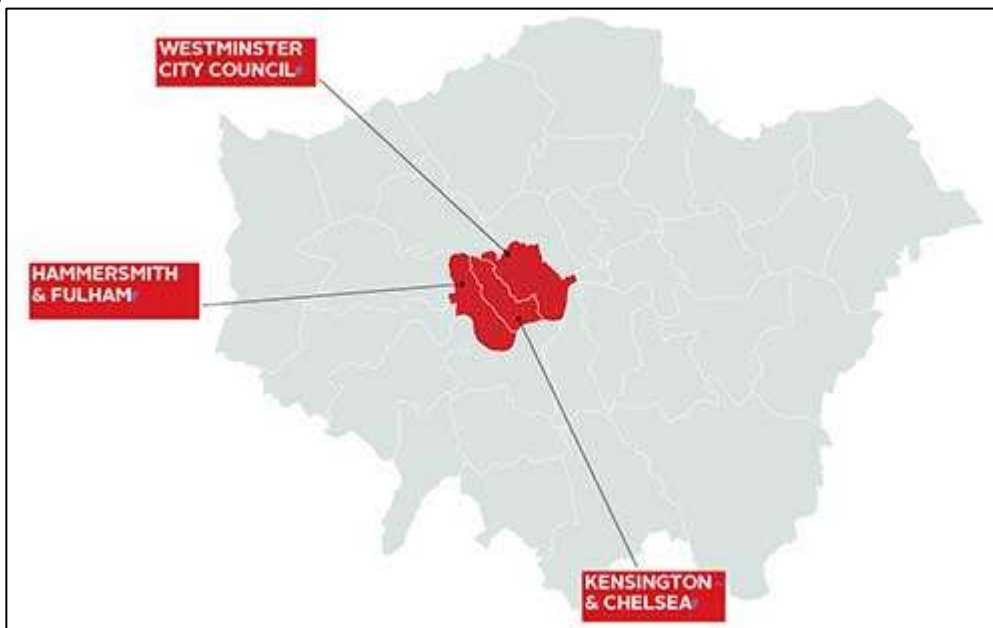 WESTMINSTER
CITY COUNCIL
HAMMERSMITH
& FULHAM
KENSINGTON
& CHELSEA